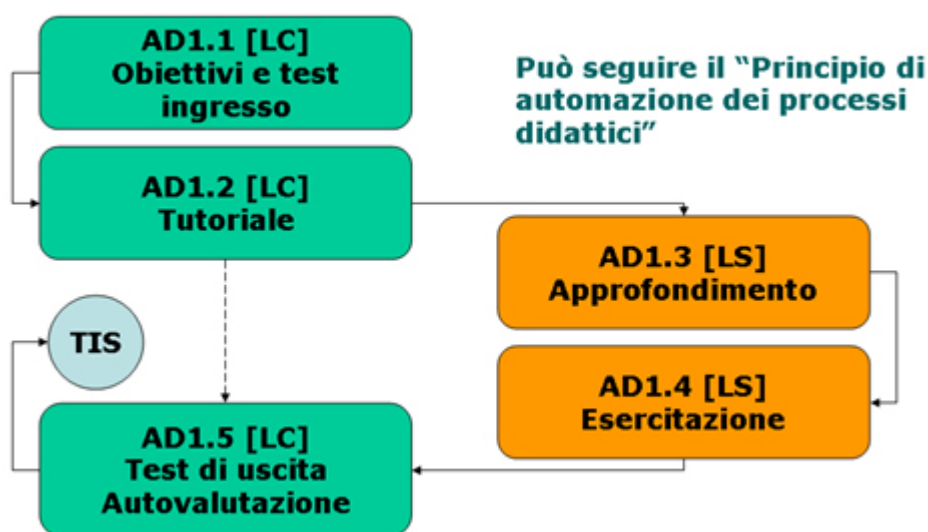 AD1.1 [LC]
Obiettivi e test
ingresso
Può seguire il “Principio di
automazione dei processi
didattici”
AD1.2 [LC]
Tutoriale
AD1.3 [LS]
Approfondimento
TIS
AD1.4 [LS]
Esercitazione
AD1.5 [LC]
Test di uscita
Autovalutazione